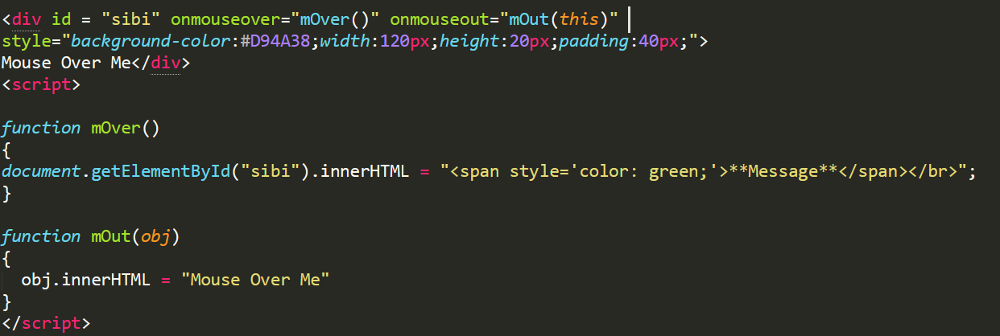 <div id = "sibi" onmouseover="mOver()" onmouseout="mOut(this)"
style="background-color:#D94A38;width:120px;height:20px;padding:40px;">
Mouse Over Me</div>
<script>
function mOver()
{
document.getElementById("sibi").innerHTML = "<span style='color: green;'>**Message**</span></br>";
}
function mOut(obj)
{
obj.innerHTML = "Mouse Over Me"
}
</script>